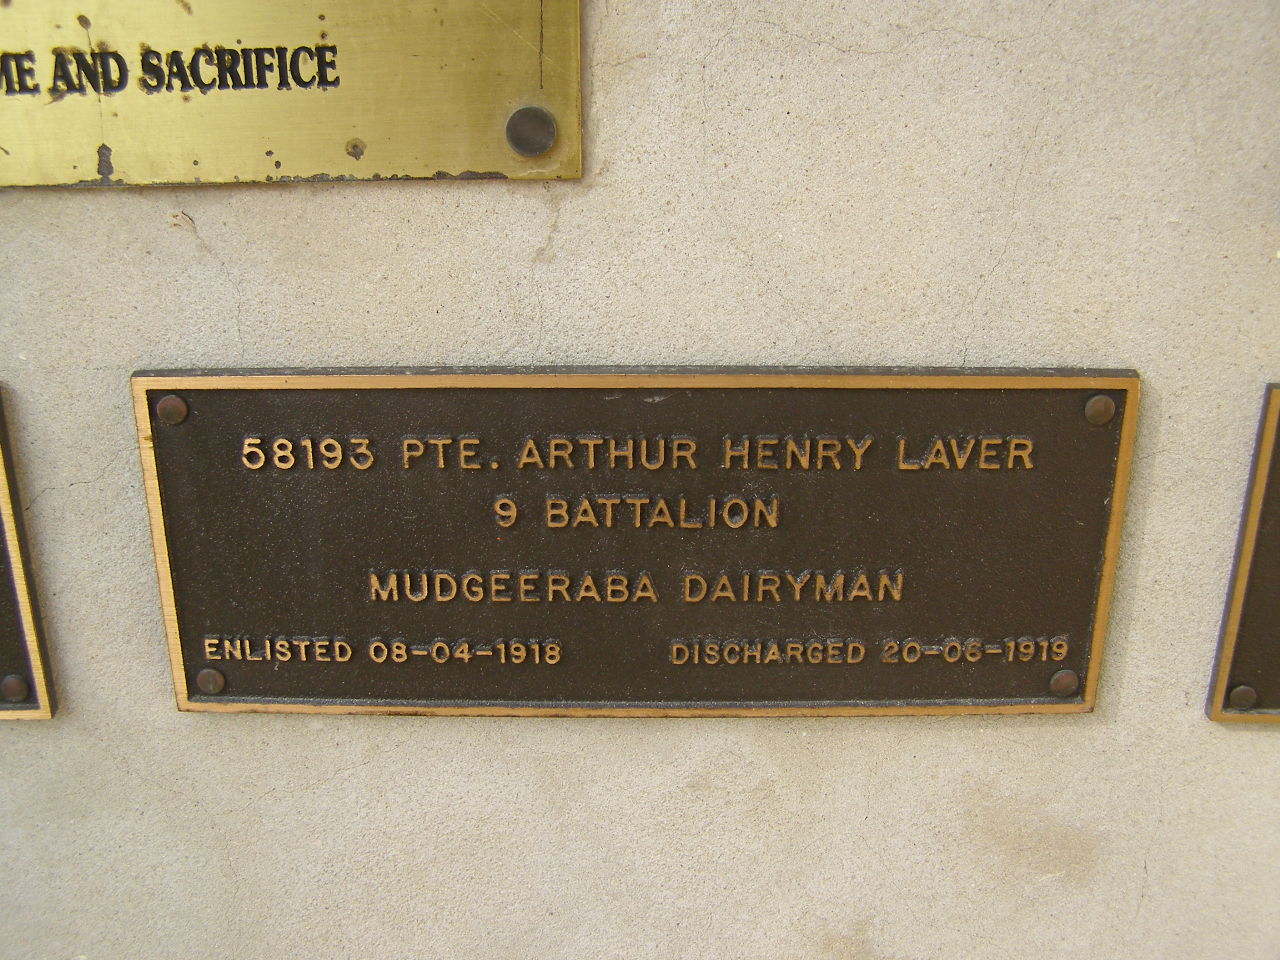 AND SACRIFICE
58193 PTE. ARTHUR HENRY LAVER
9 BATTALION
MUDGEERABA DAIRYMAN
ENLISTED 08-04-1918 DISCHARGED 20-06-1919